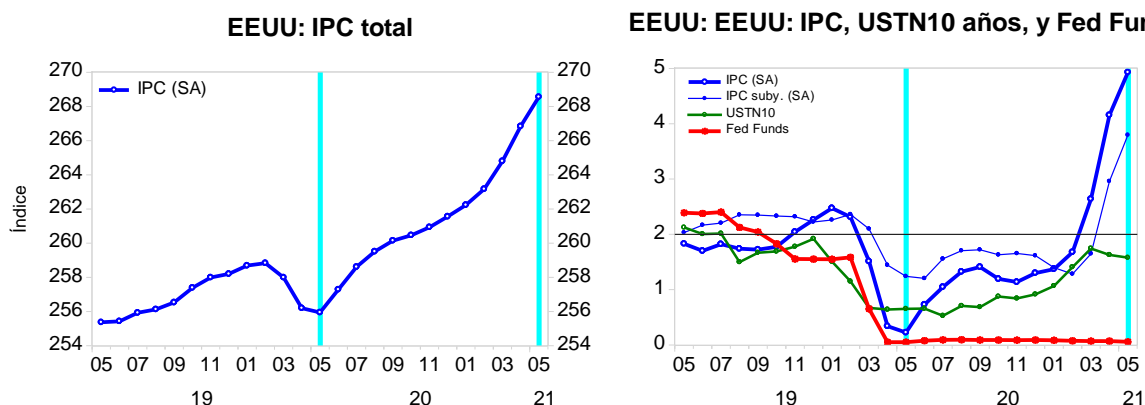 EEUU: IPC total
270
268
266
264
262
260
258
256
254
Índice
IPC (SA)
270
268
266
264
262
260
258
256
254
05 07 09 11 01 03 05 07 09 11 01 03 05
19 20 21
EEUU: EEUU: IPC, USTN10 años, y Fed Fun
5
4
3
2
1
0
IPC (SA)
IPC suby. (SA)
USTN10
Fed Funds
05 07 09 11 01 03 05 07 09 11 01 03 05
19 20 21